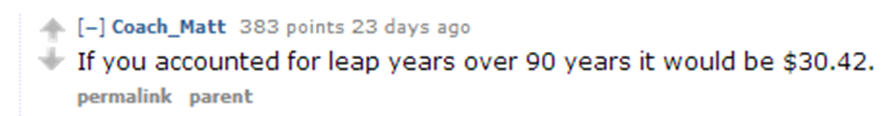 [–] Coach_Matt 383 points 23 days ago
If you accounted for leap years over 90 years it would be $30.42.
permalink parent